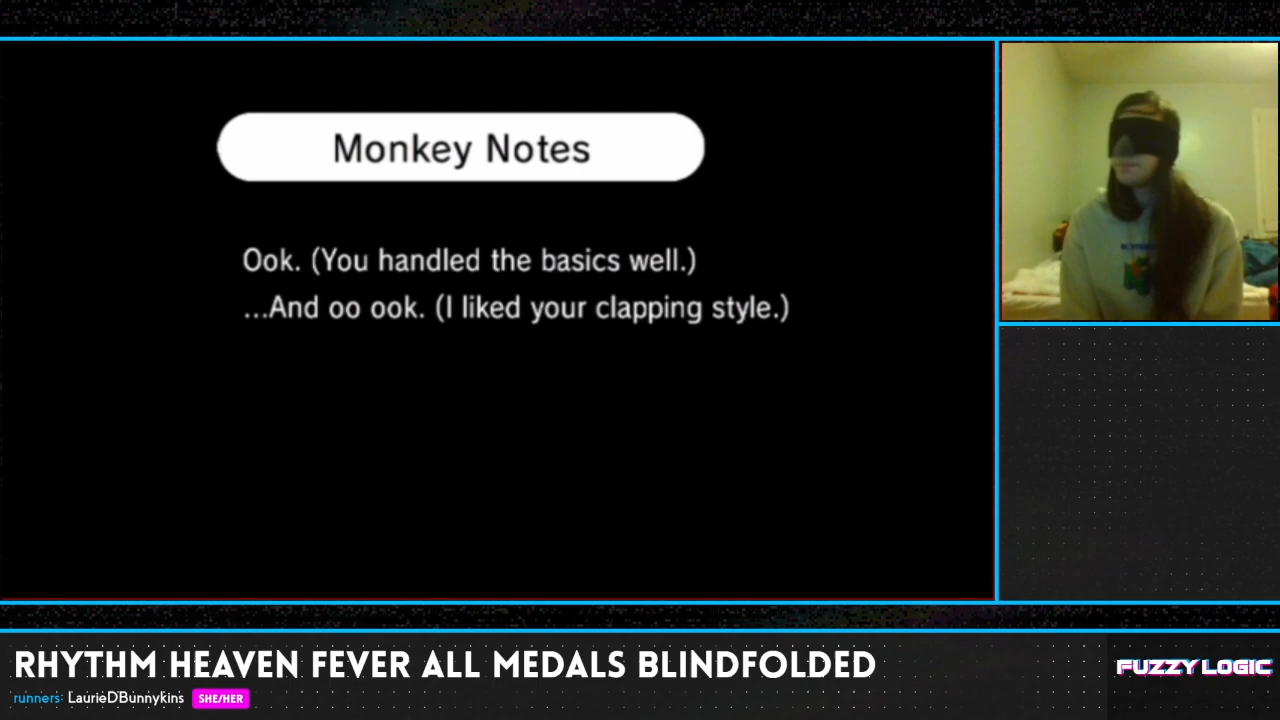 Monkey Notes
Ook. (You handled the basics well.)
...And oo ook. (I liked your clapping style.)
RHYTHM HEAVEN FEVER ALL MEDALS BLINDFOLDED
runners: LaurieDBunnykins SHE/HER
FUZZY LOGIC